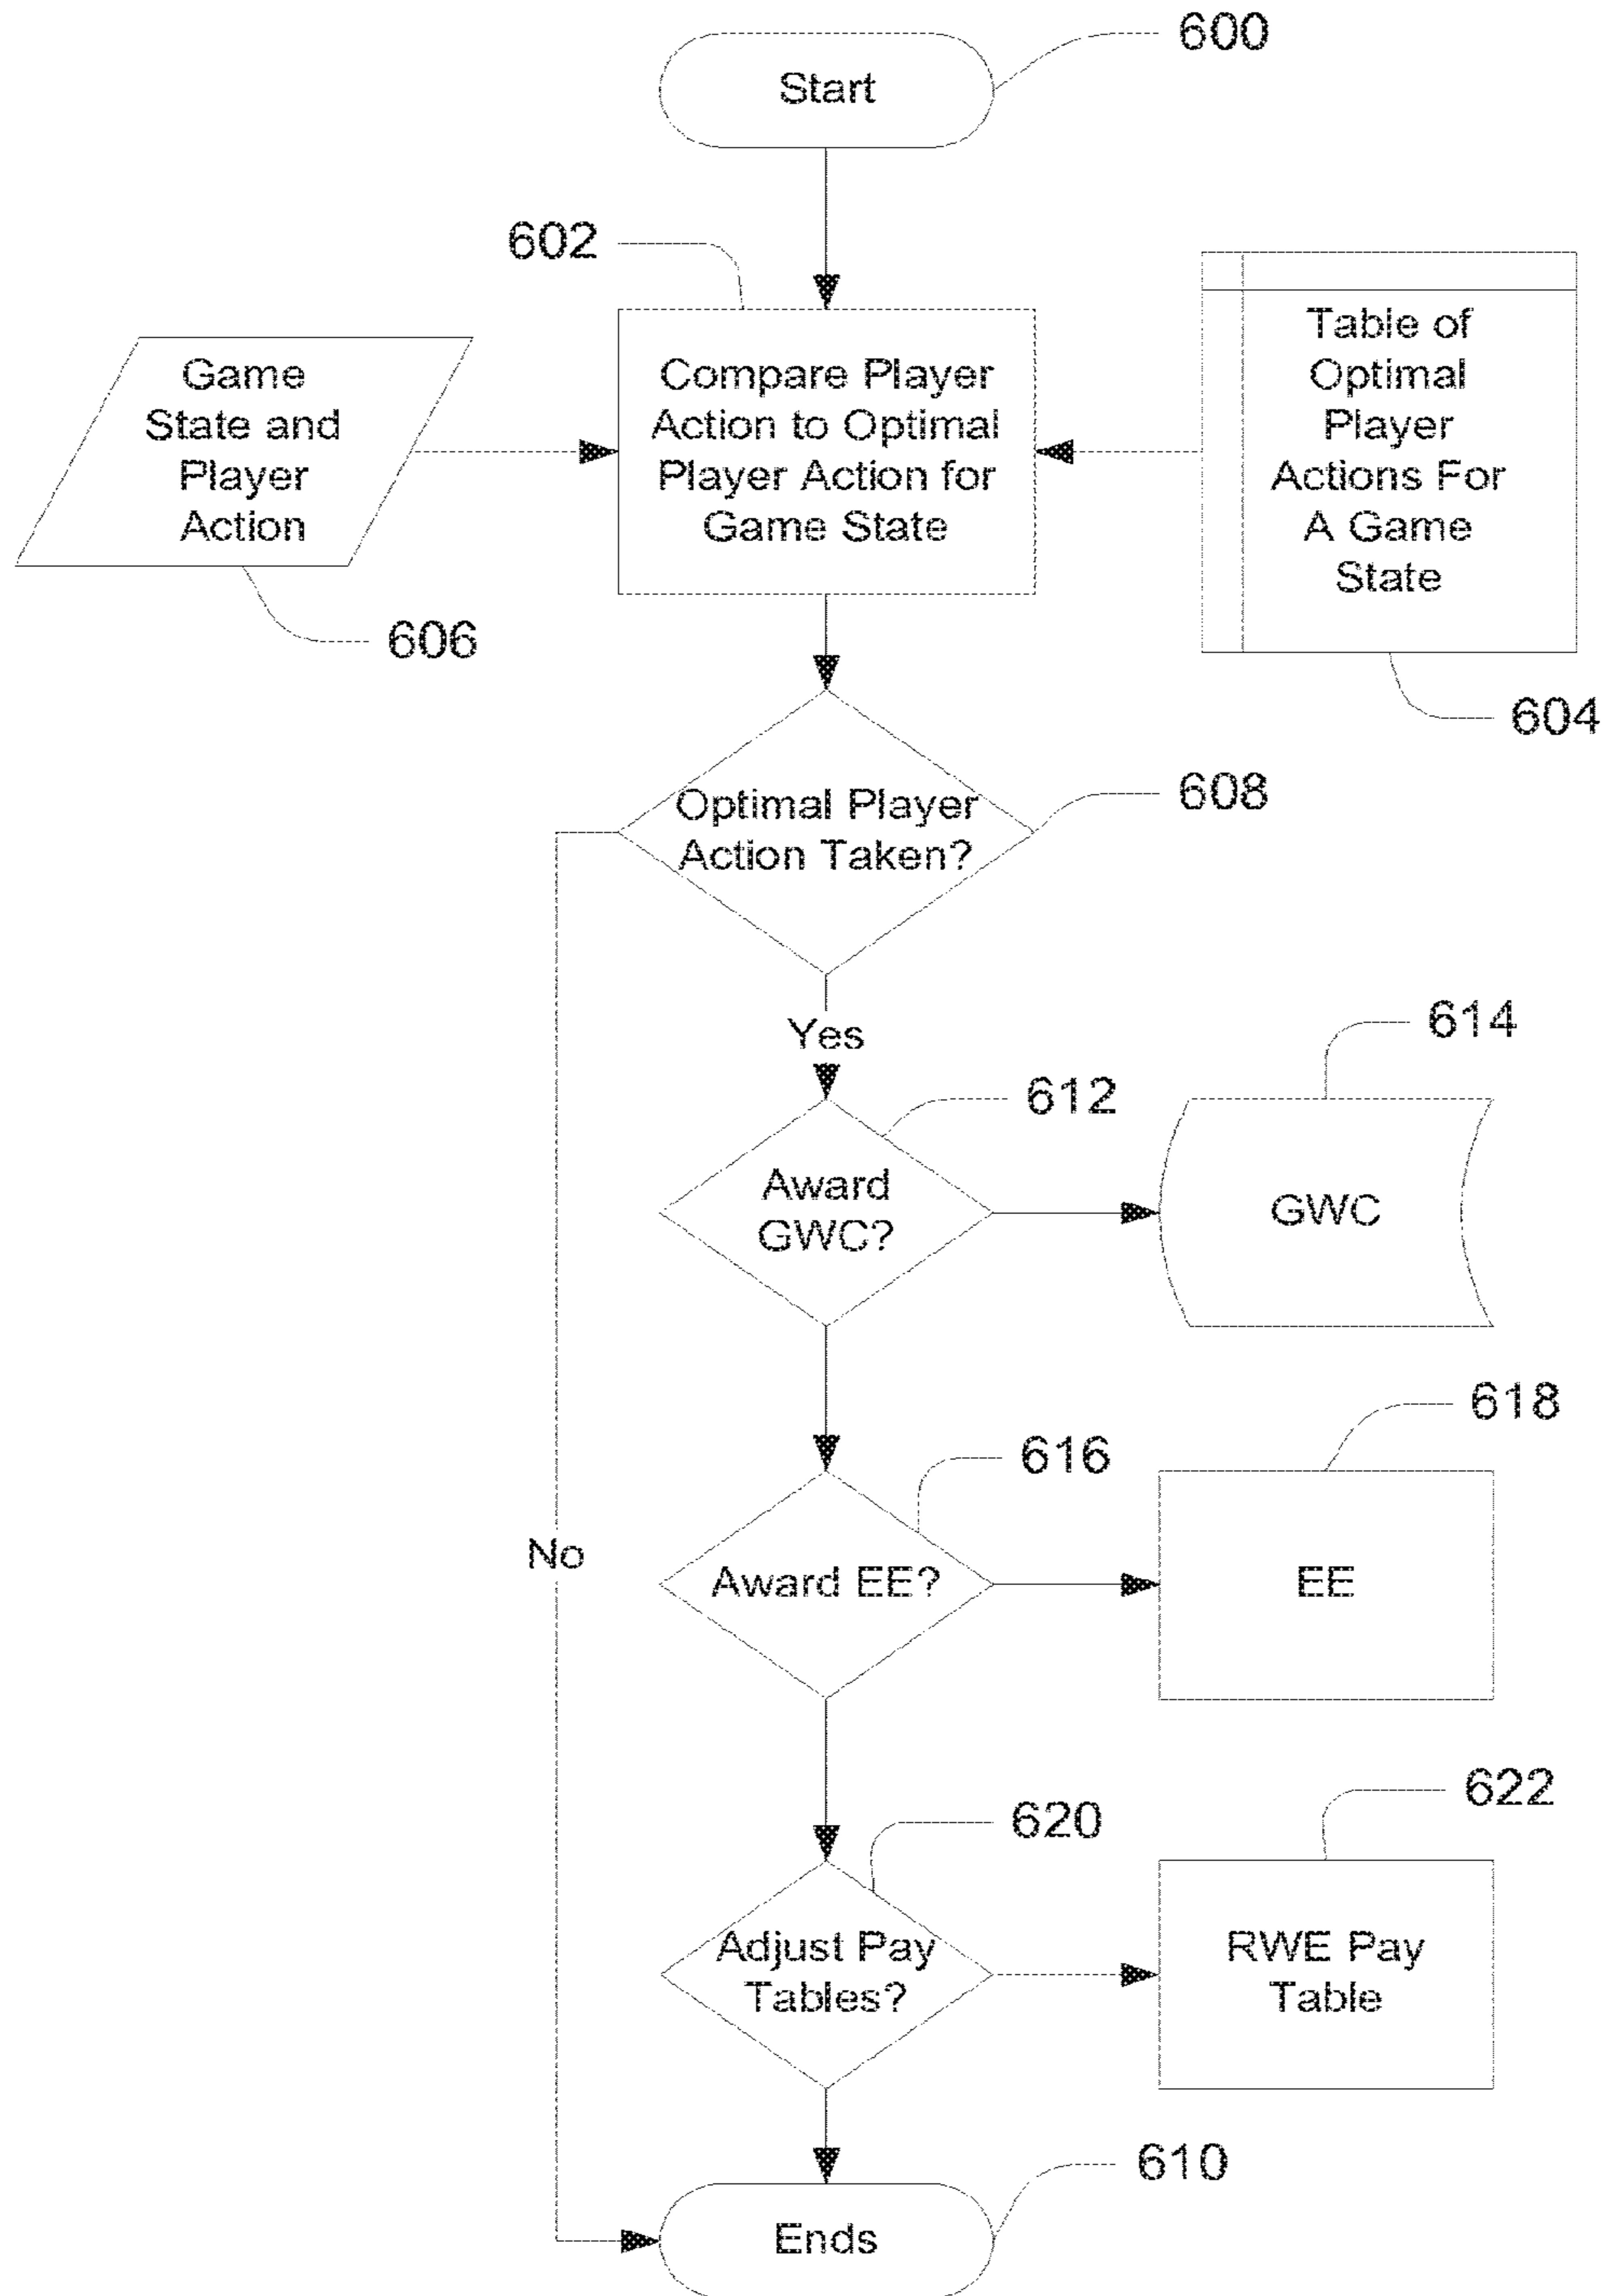 600
Start
602
Game
State and
Player
Action
606
Compare Player
Action to Optimal
Player Action for
Game State
Table of
Optimal
Player
Actions For
A Game
State
604
Optimal Player
Action Taken?
608
Yes
614
612
Award
GWC?
GWC
618
616
No
Award EE?
EE
622
620
Adjust Pay
Tables?
RWE Pay
Table
610
Ends